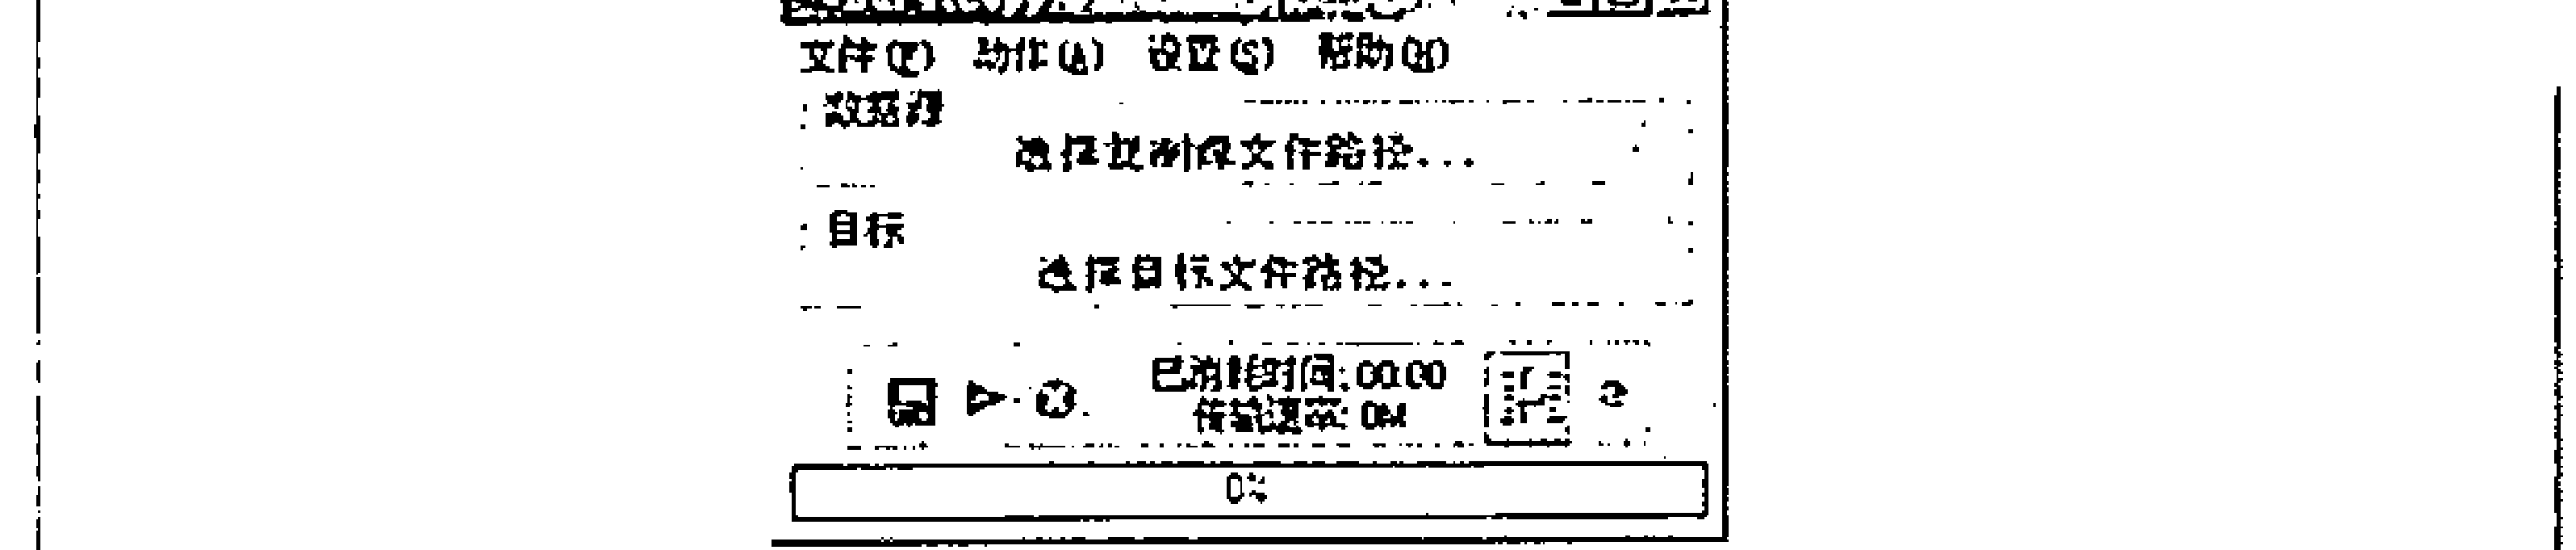 文件(F) 动作(A) 设置(S) 帮助(H)
数据源
选择复制源文件路径...
目标
选择目标文件路径...
已消耗时间:00:00
传输速率:0M
0%